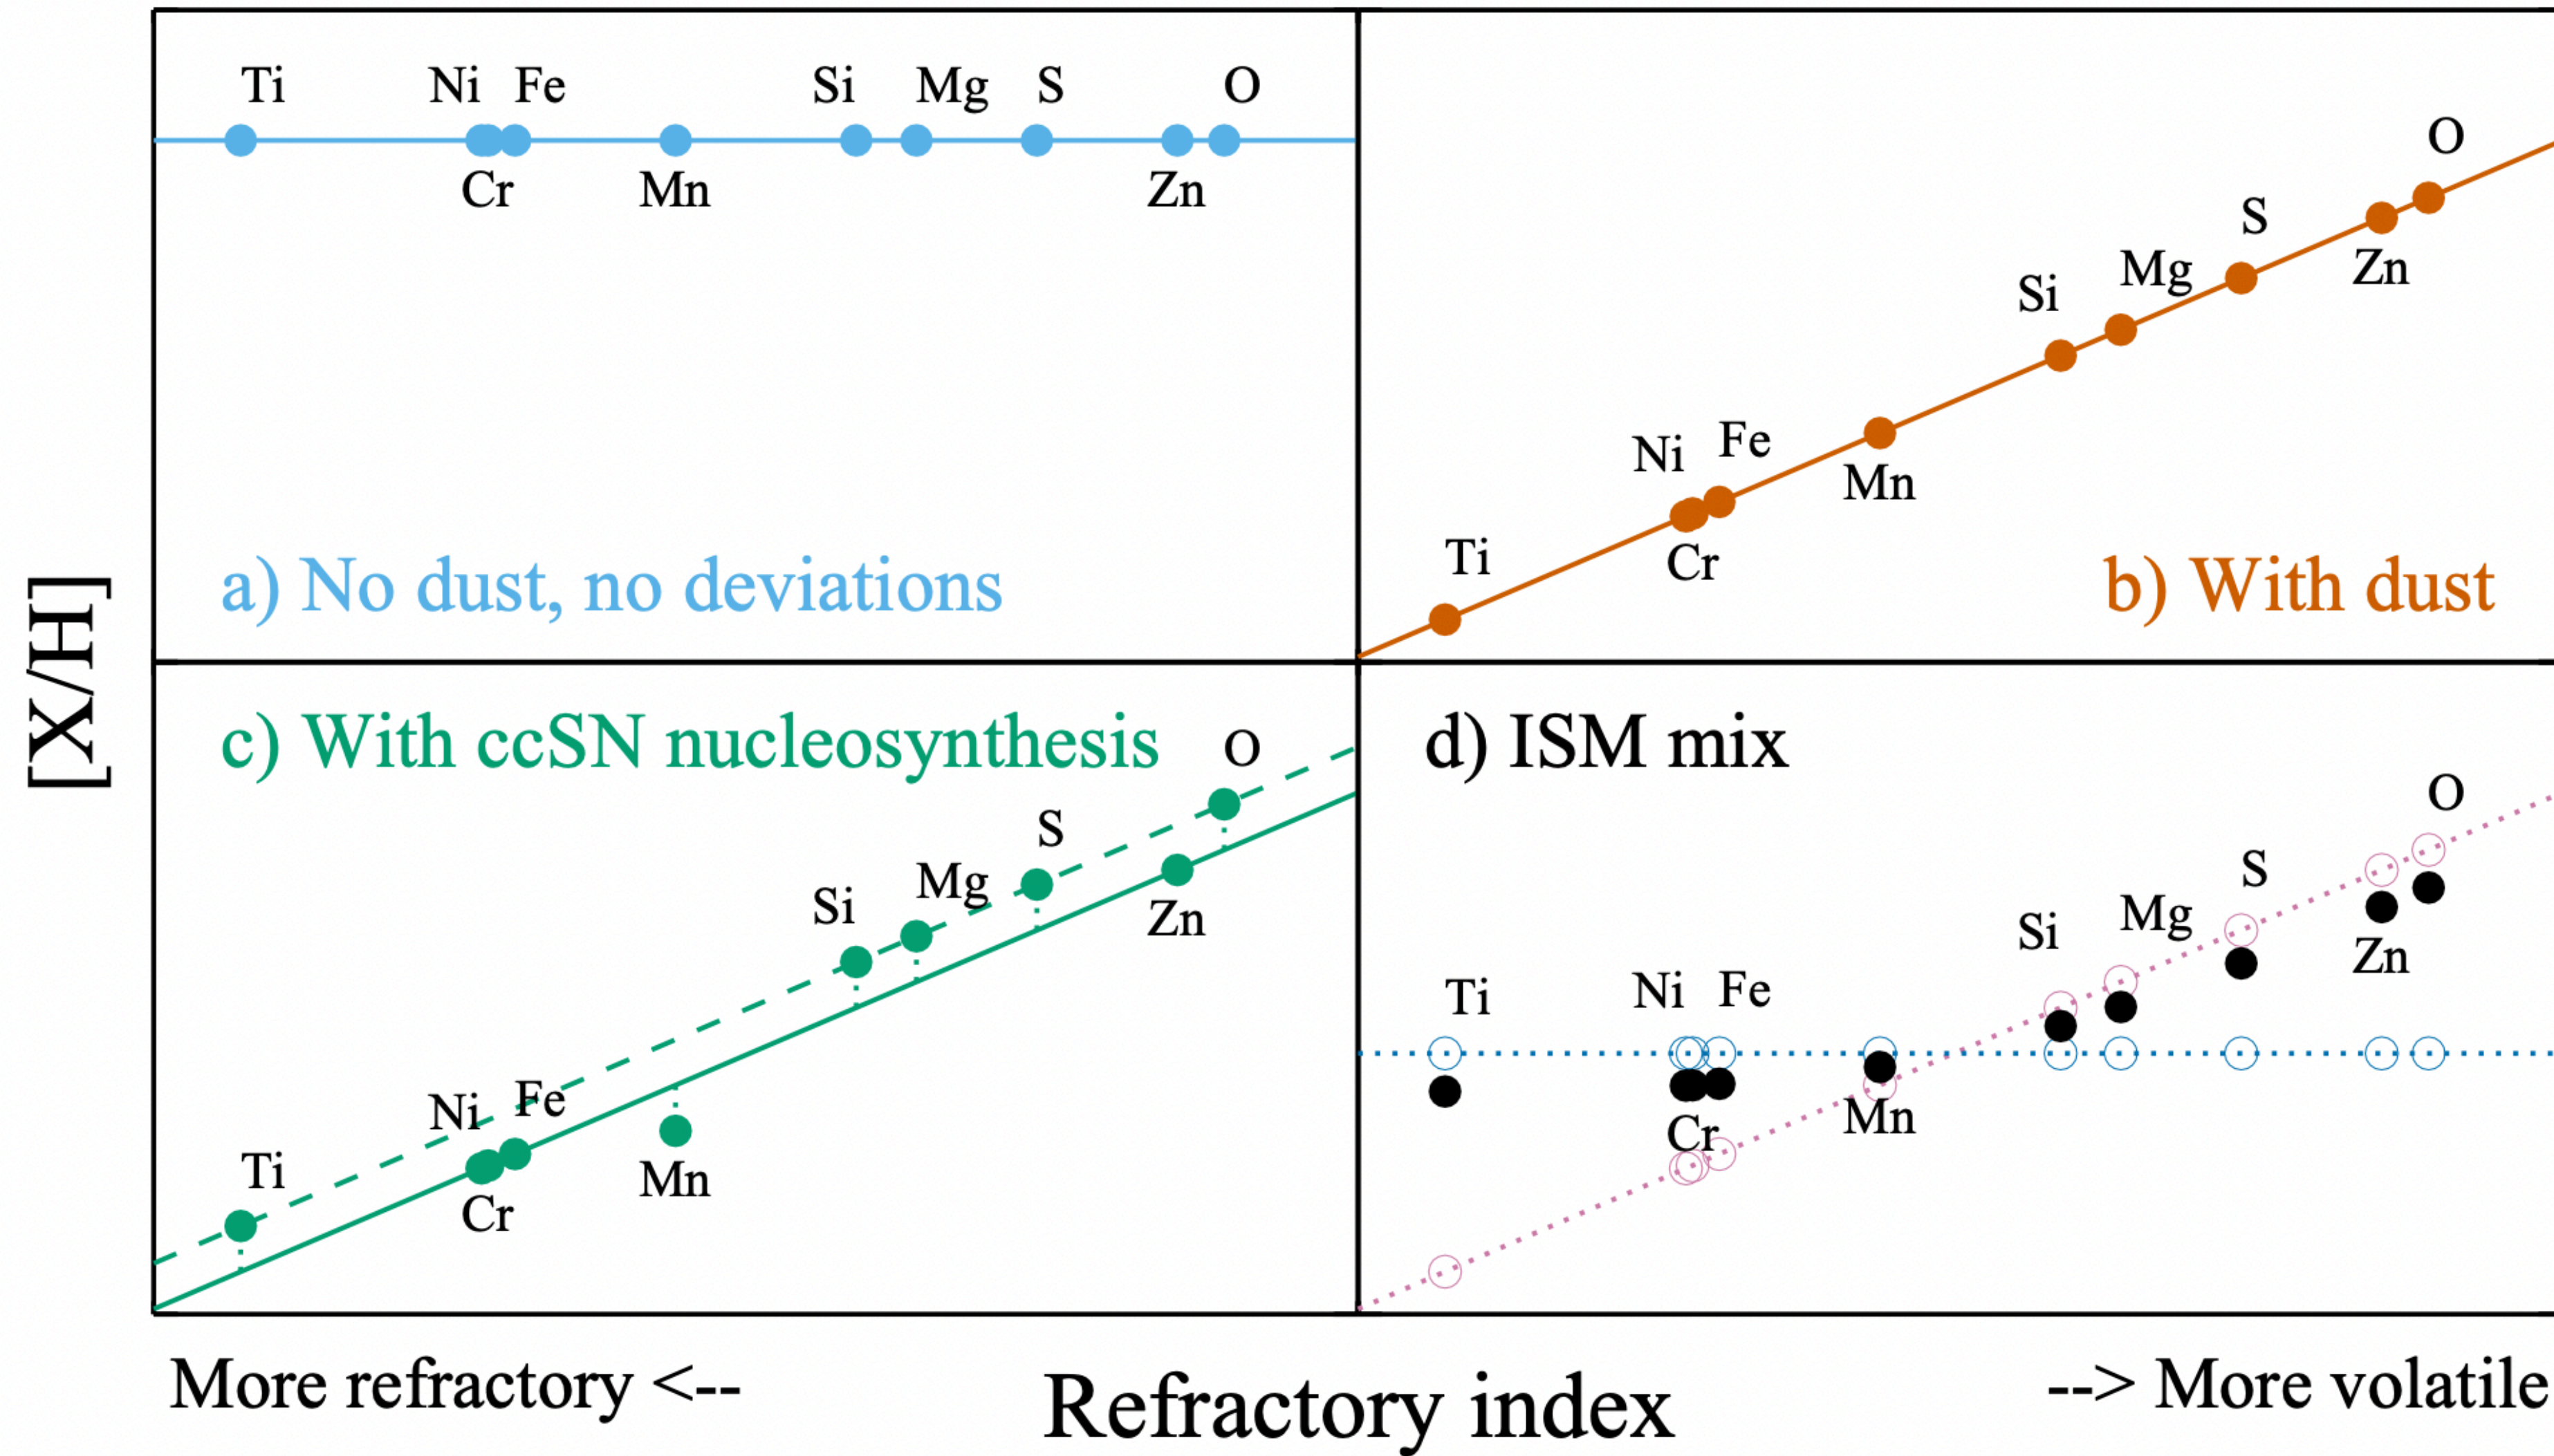 Ti Ni Fe Si Mg S O
Cr Mn Zn
a) No dust, no deviations
O
S
Zn
Mg
Si
Fe
Ni
Mn
Ti
Cr
b) With dust
[X/H]
c) With ccSN nucleosynthesis
O
S
Mg
Si
Zn
Fe
Ni
Ti
Mn
Cr
d) ISM mix
O
S
Mg
Si
Zn
Ti Ni Fe
Cr
Mn
More refractory <--
Refractory index
--> More volatile